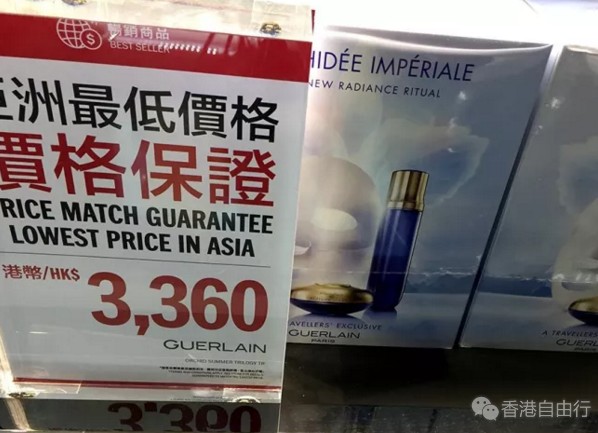 暢銷商品
BEST SELLER
亞洲最低價格
價格保證
PRICE MATCH GUARANTEE
LOWEST PRICE IN ASIA
港幣/HK$
3,360
GUERLAIN
HIDÉE IMPÉRIALE
NEW RADIANCE RITUAL
TRAVELLERS' EXCLUSIVE
GUERLAIN
PARIS
A TRAVELLERS'
3,360
香港自由行